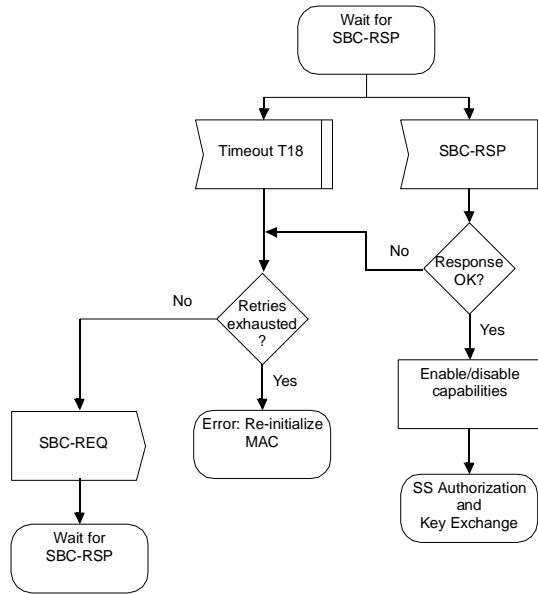 Wait for
SBC-RSP
Timeout T18
SBC-RSP
No
Response
OK?
No
Retries
exhausted
?
Yes
Yes
Enable/disable
capabilities
SBC-REQ
Error: Re-initialize
MAC
SS Authorization
and
Key Exchange
Wait for
SBC-RSP